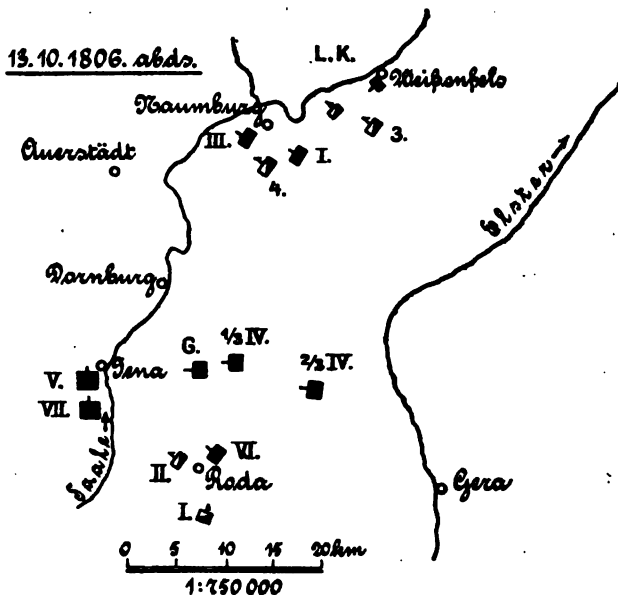 13.10.1806. abds.
L.K.
Weißenfels
Naumburg
III.
I.
3.
4.
Auerstädt
Elster
Dornburg
G.
1/3 IV.
2/3 IV.
Jena
V.
VII.
Saale
II.
VI.
Roda
I.
Gera
0 5 10 15 20 km
1:750 000